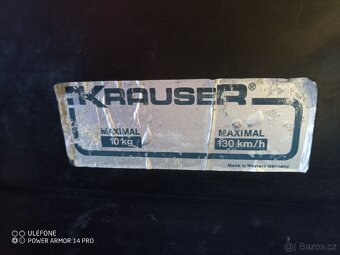 KRAUSER®
MAXIMAL MAXIMAL
10 kg 130 km/h
Made in Western Germany
ULEFONE
POWER ARMOR 14 PRO
Bazos.cz